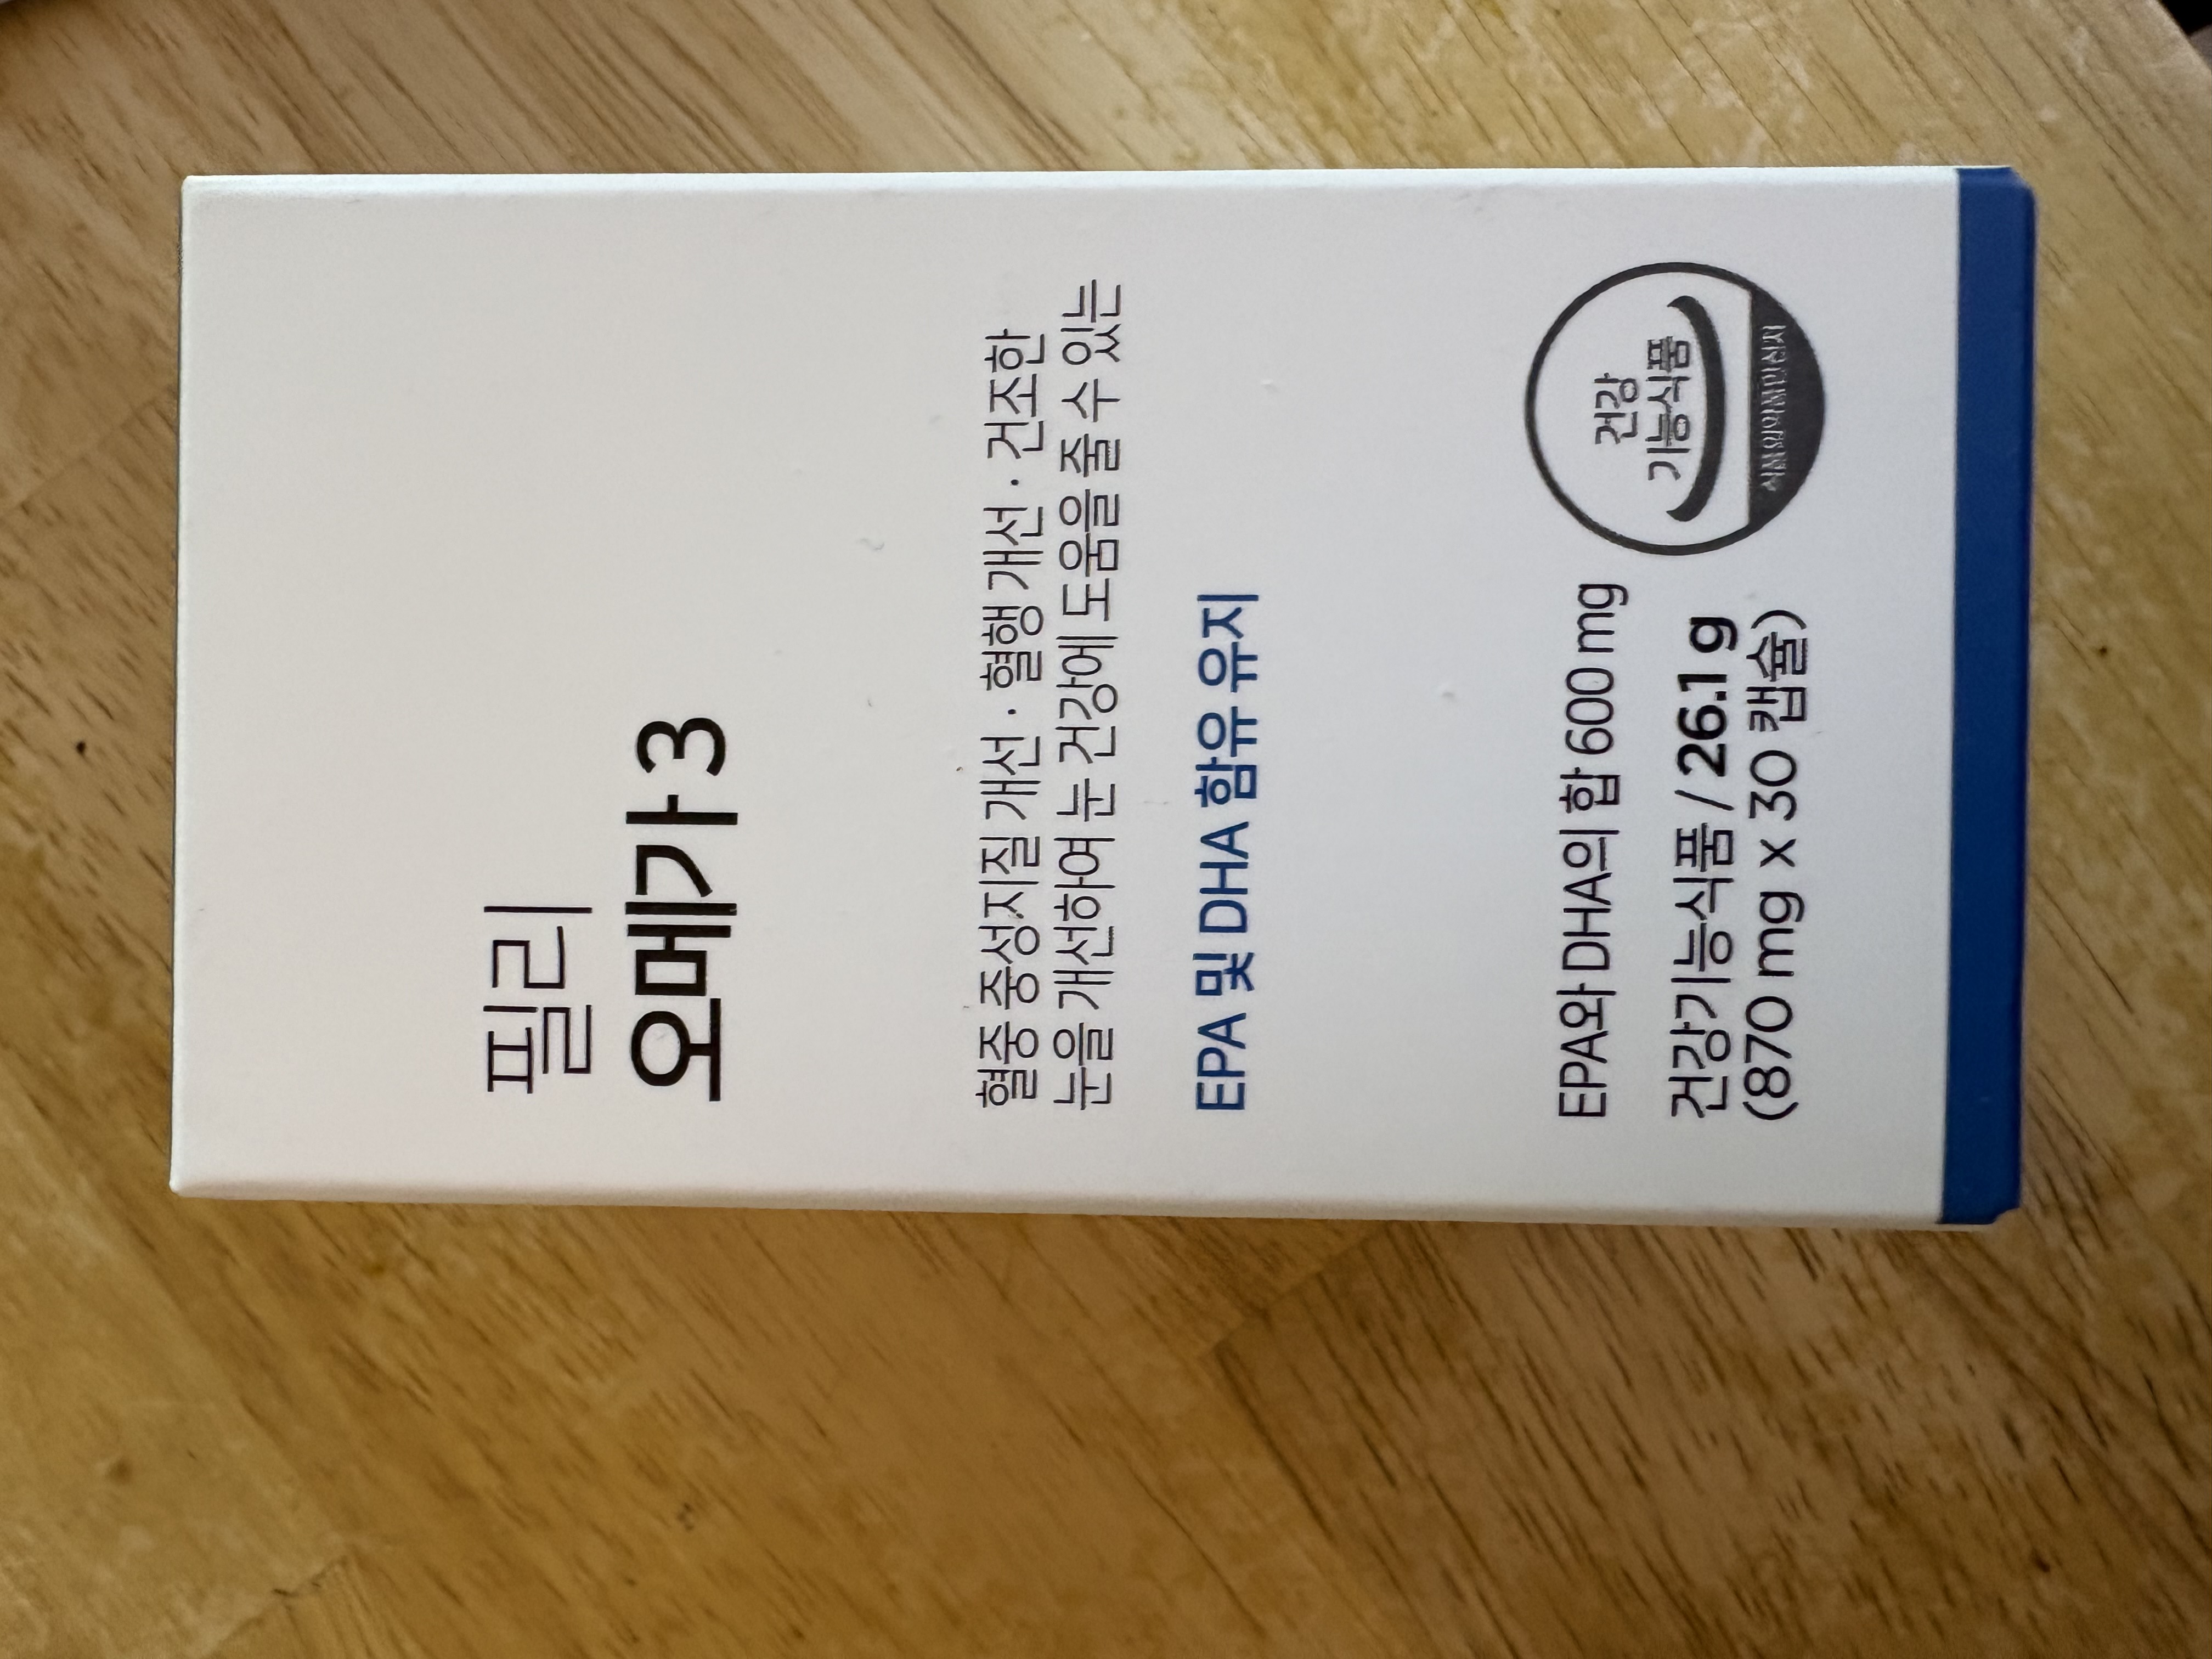 필리
오메가 3
혈중 중성지질 개선 · 혈행 개선 · 건조한
눈을 개선하여 눈 건강에 도움을 줄 수 있는
EPA 및 DHA 함유 유지
EPA와 DHA의 합 600 mg
건강기능식품 / 26.1 g
(870 mg x 30 캡슐)
건강
기능식품
식품의약품안전처